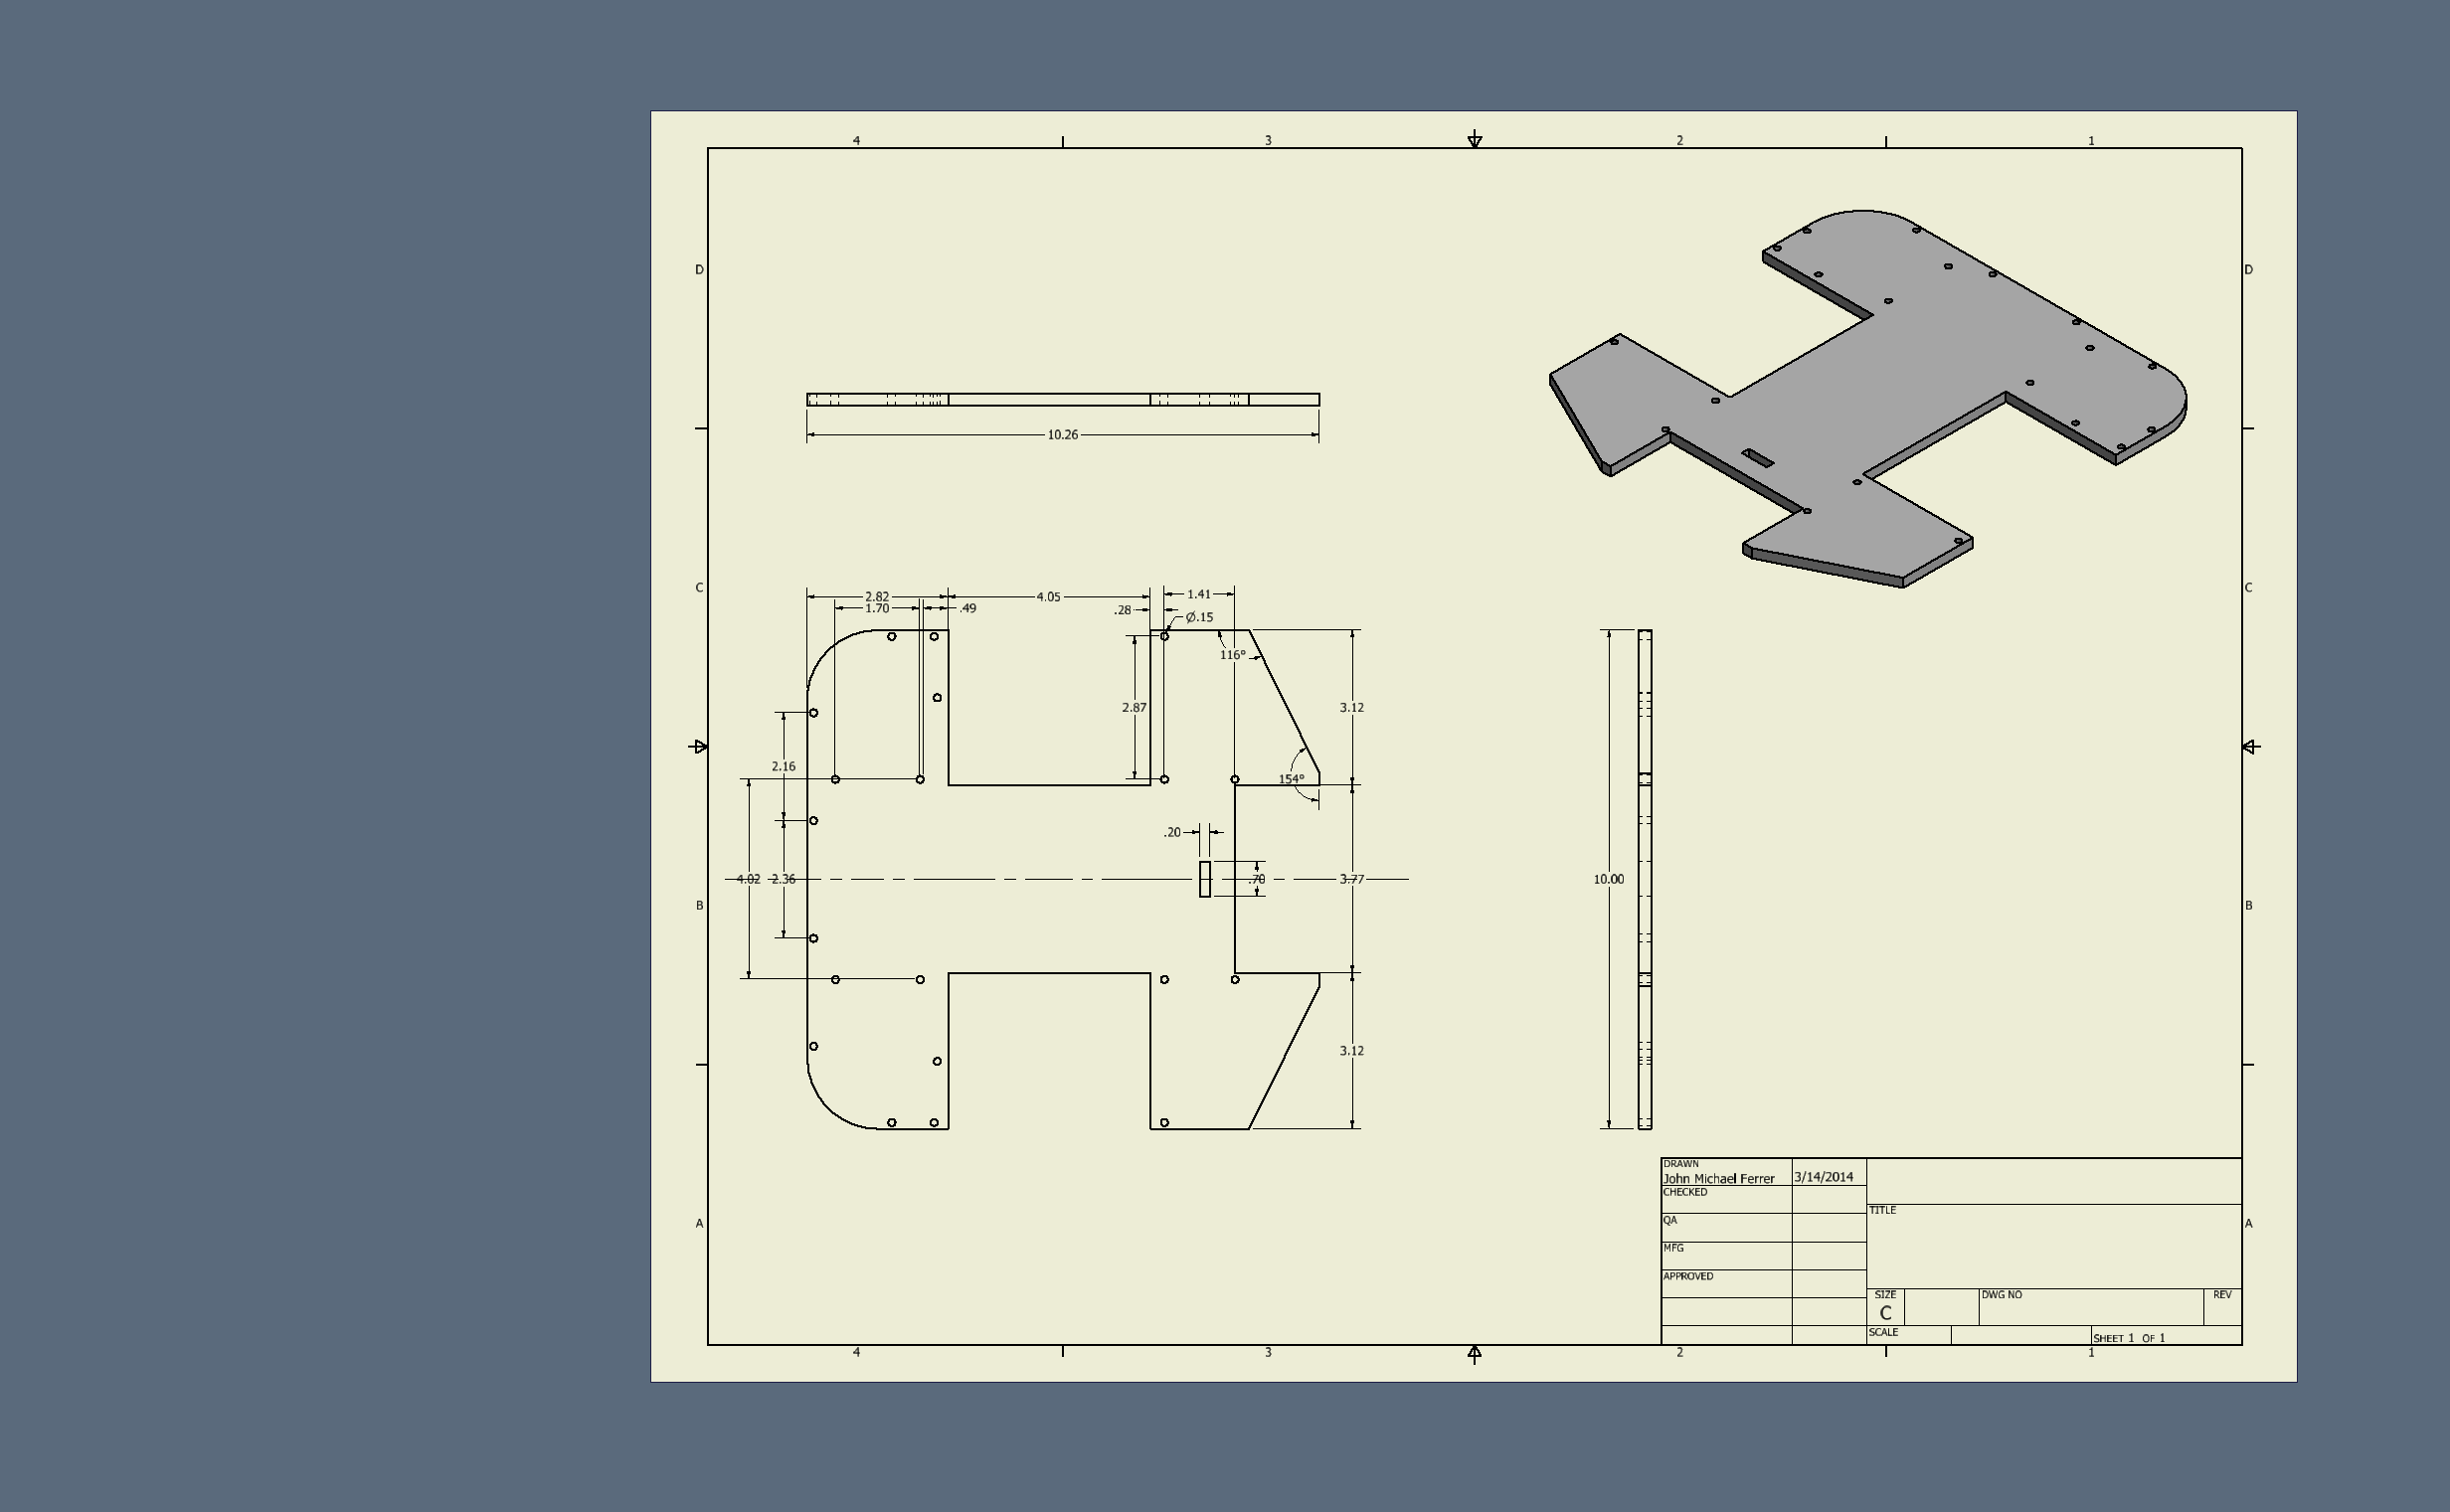 4 3 2 1
D D
10.26
C C
2.82 4.05 1.41
1.70 .49 .28
Ø.15
116°
2.87 3.12
2.16 154°
.20
4.02 2.36 .70 3.77 10.00
B B
3.12
DRAWN
John Michael Ferrer 3/14/2014
CHECKED
TITLE
QA
A A
MFG
APPROVED
SIZE DWG NO REV
C
SCALE SHEET 1 OF 1
4 3 2 1